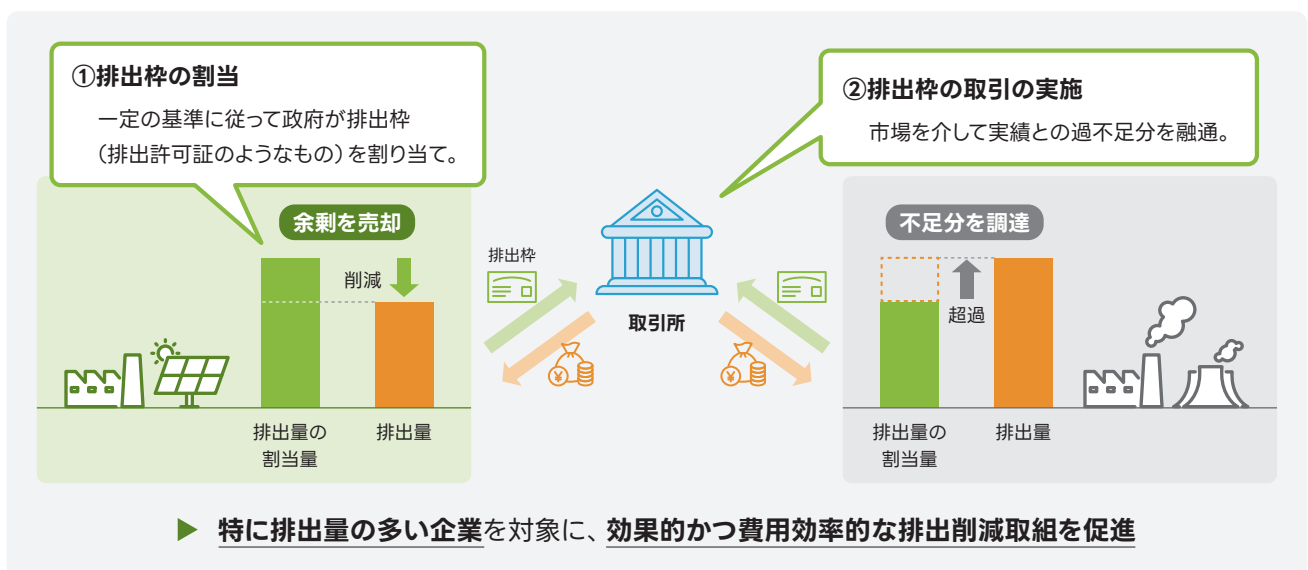 ①排出枠の割当
一定の基準に従って政府が排出枠
（排出許可証のようなもの）を割り当て。
②排出枠の取引の実施
市場を介して実績との過不足分を融通。
余剰を売却
削減
排出量の
割当量
排出量
排出枠
取引所
¥
¥
不足分を調達
超過
排出量の
割当量
排出量
▶ 特に排出量の多い企業を対象に、効果的かつ費用効率的な排出削減取組を促進